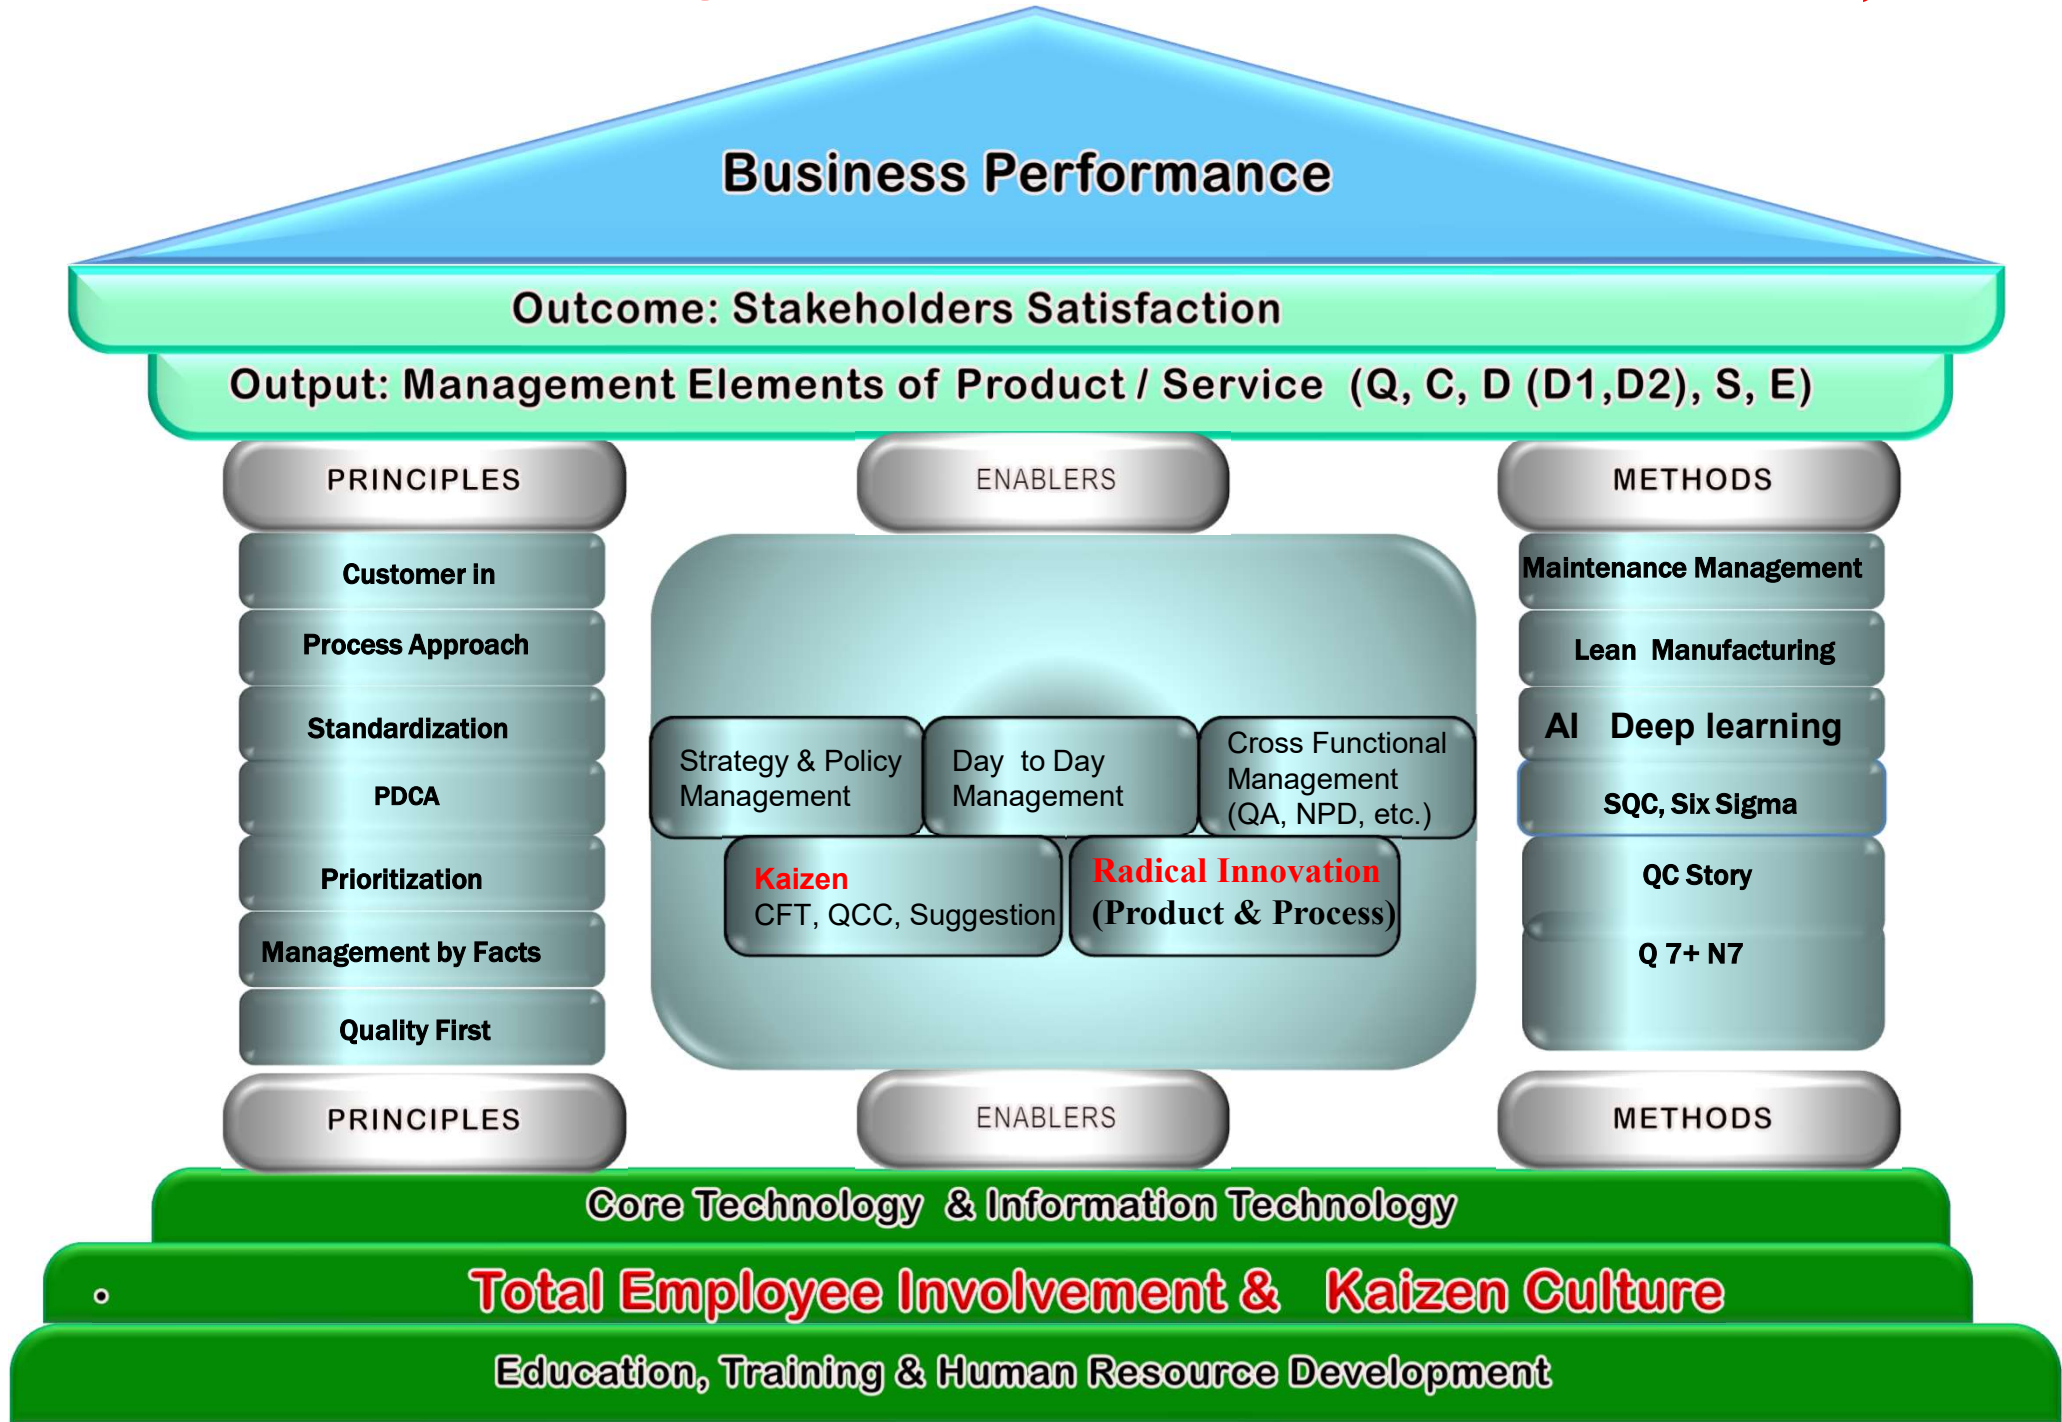 Business Performance
Outcome: Stakeholders Satisfaction
Output: Management Elements of Product / Service (Q, C, D (D1,D2), S, E)
PRINCIPLES
Customer in
Process Approach
Standardization
PDCA
Prioritization
Management by Facts
Quality First
PRINCIPLES
ENABLERS
Strategy & Policy
Management
Day to Day
Management
Cross Functional
Management
(QA, NPD, etc.)
Kaizen
CFT, QCC, Suggestion
Radical Innovation
(Product & Process)
ENABLERS
METHODS
Maintenance Management
Lean Manufacturing
AI Deep learning
SQC, Six Sigma
QC Story
Q 7+ N7
METHODS
Core Technology & Information Technology
• Total Employee Involvement & Kaizen Culture
Education, Training & Human Resource Development